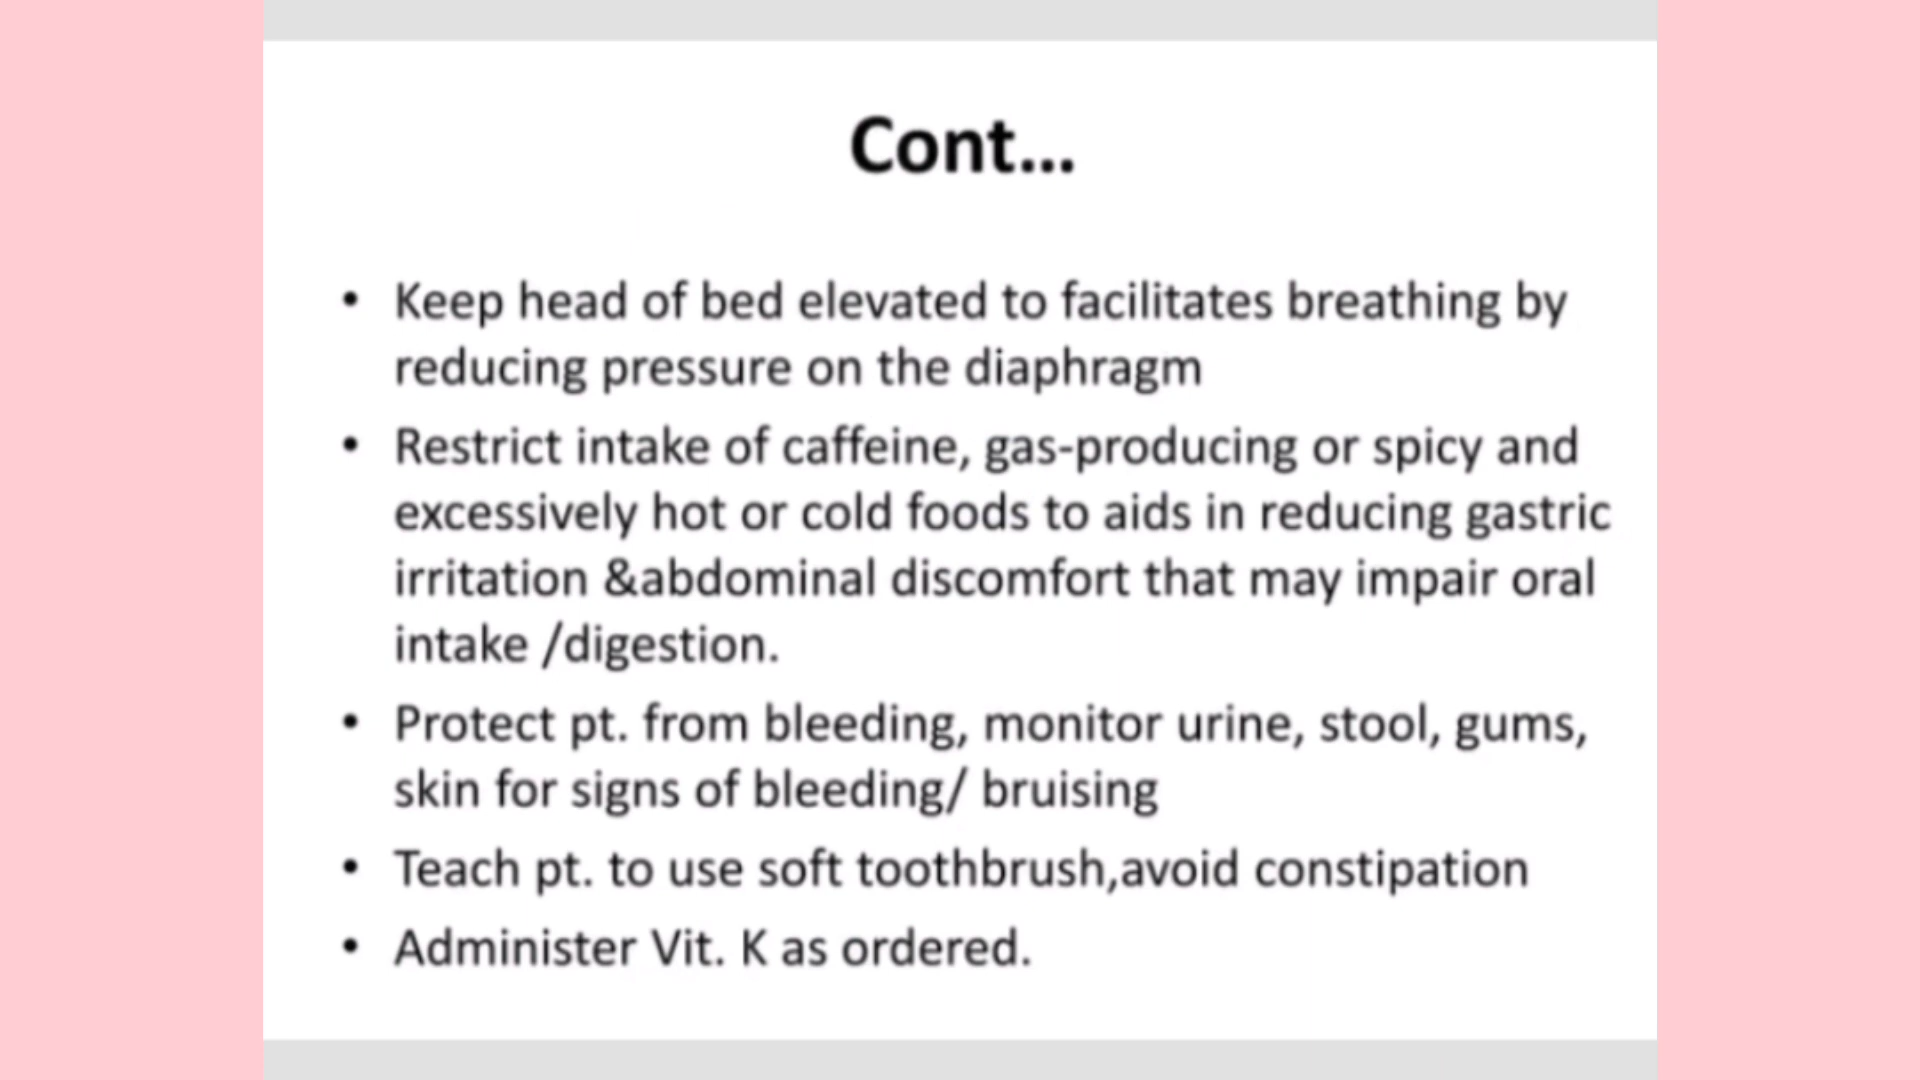 Cont...
• Keep head of bed elevated to facilitates breathing by
reducing pressure on the diaphragm
• Restrict intake of caffeine, gas-producing or spicy and
excessively hot or cold foods to aids in reducing gastric
irritation &abdominal discomfort that may impair oral
intake /digestion.
• Protect pt. from bleeding, monitor urine, stool, gums,
skin for signs of bleeding/ bruising
• Teach pt. to use soft toothbrush,avoid constipation
• Administer Vit. K as ordered.